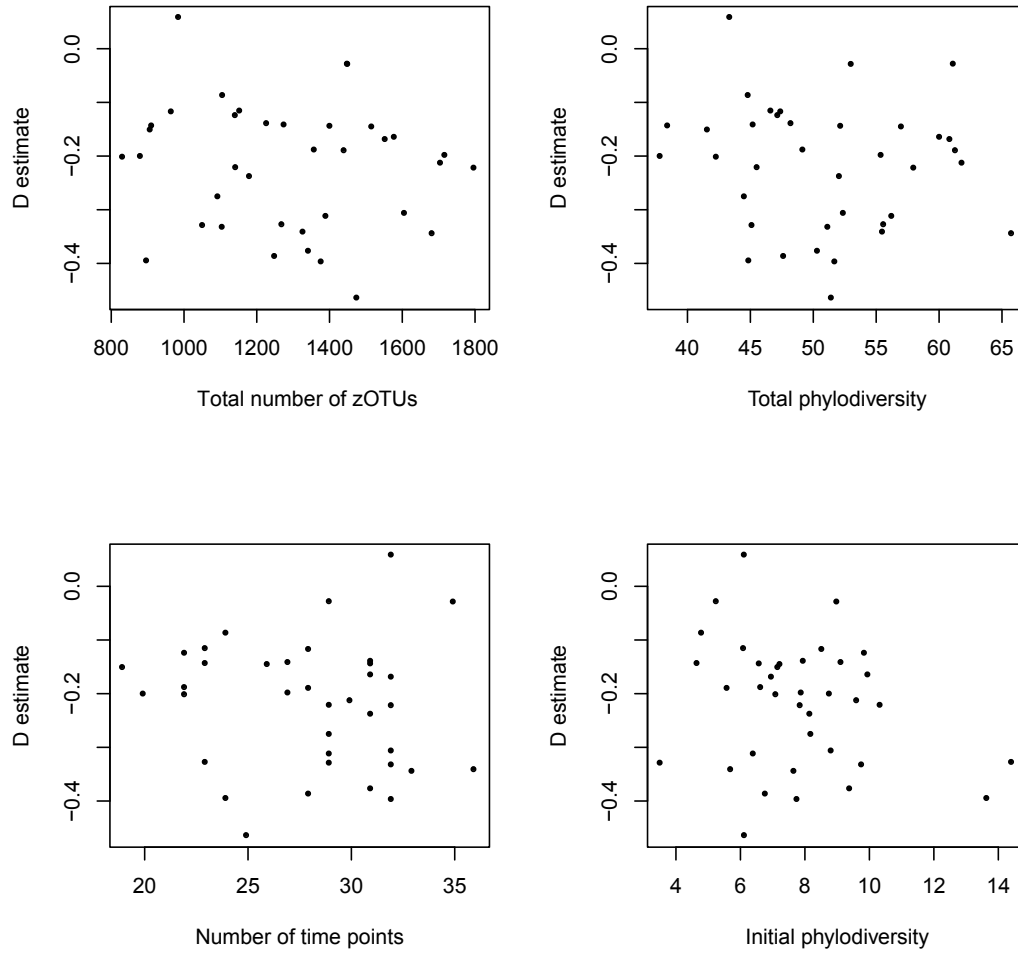 D estimate
0.0
−0.2
−0.4
800 1000 1200 1400 1600 1800
Total number of zOTUs
D estimate
0.0
−0.2
−0.4
40 45 50 55 60 65
Total phylodiversity
D estimate
0.0
−0.2
−0.4
20 25 30 35
Number of time points
D estimate
0.0
−0.2
−0.4
4 6 8 10 12 14
Initial phylodiversity